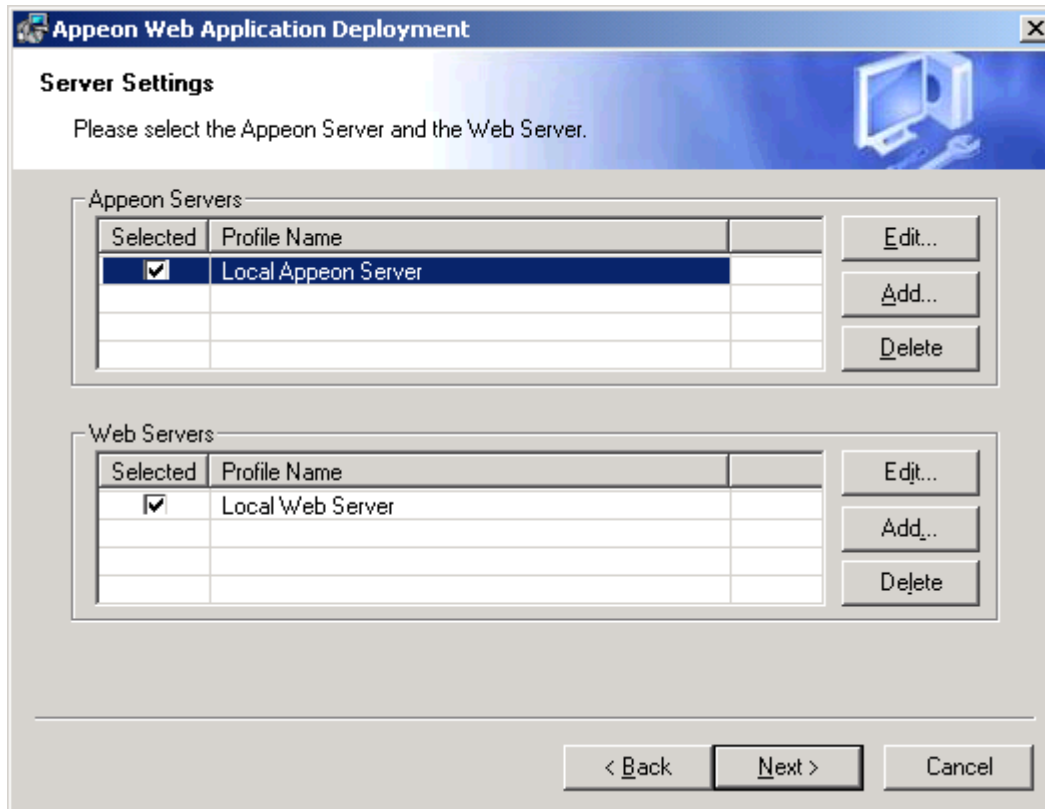 Appeon Web Application Deployment
Server Settings
Please select the Appeon Server and the Web Server.
Appeon Servers
Selected Profile Name
Local Appeon Server
Edit...
Add...
Delete
Web Servers
Selected Profile Name
Local Web Server
Edit...
Add...
Delete
< Back Next > Cancel